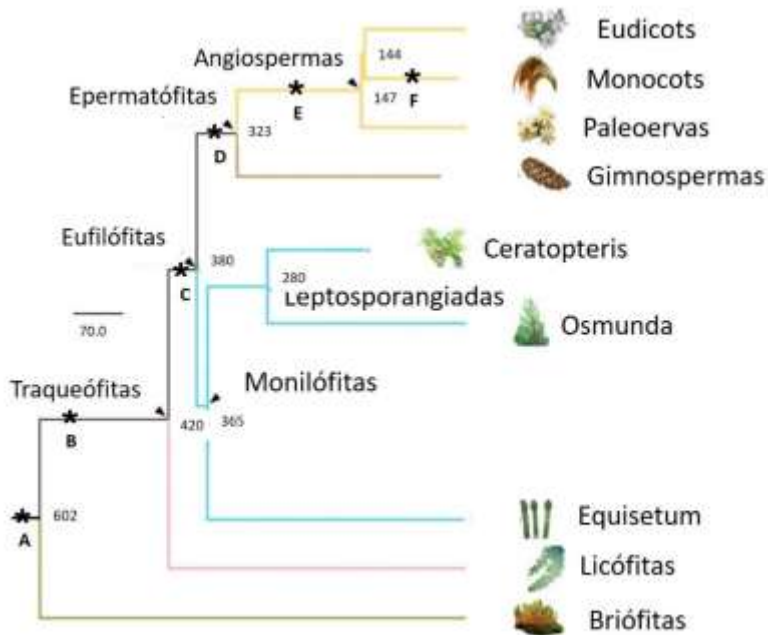 Eudicots
144
Angiospermas
Monocots
* F
* E
147
Epermatófitas
Paleoervas
323
* D
Gimnospermas
Eufilófitas
Ceratopteris
380
* C
280
Leptosporangiadas
70.0
Osmunda
Traqueófitas
Monilófitas
* B
420
365
* A
602
Equisetum
Licófitas
Briófitas